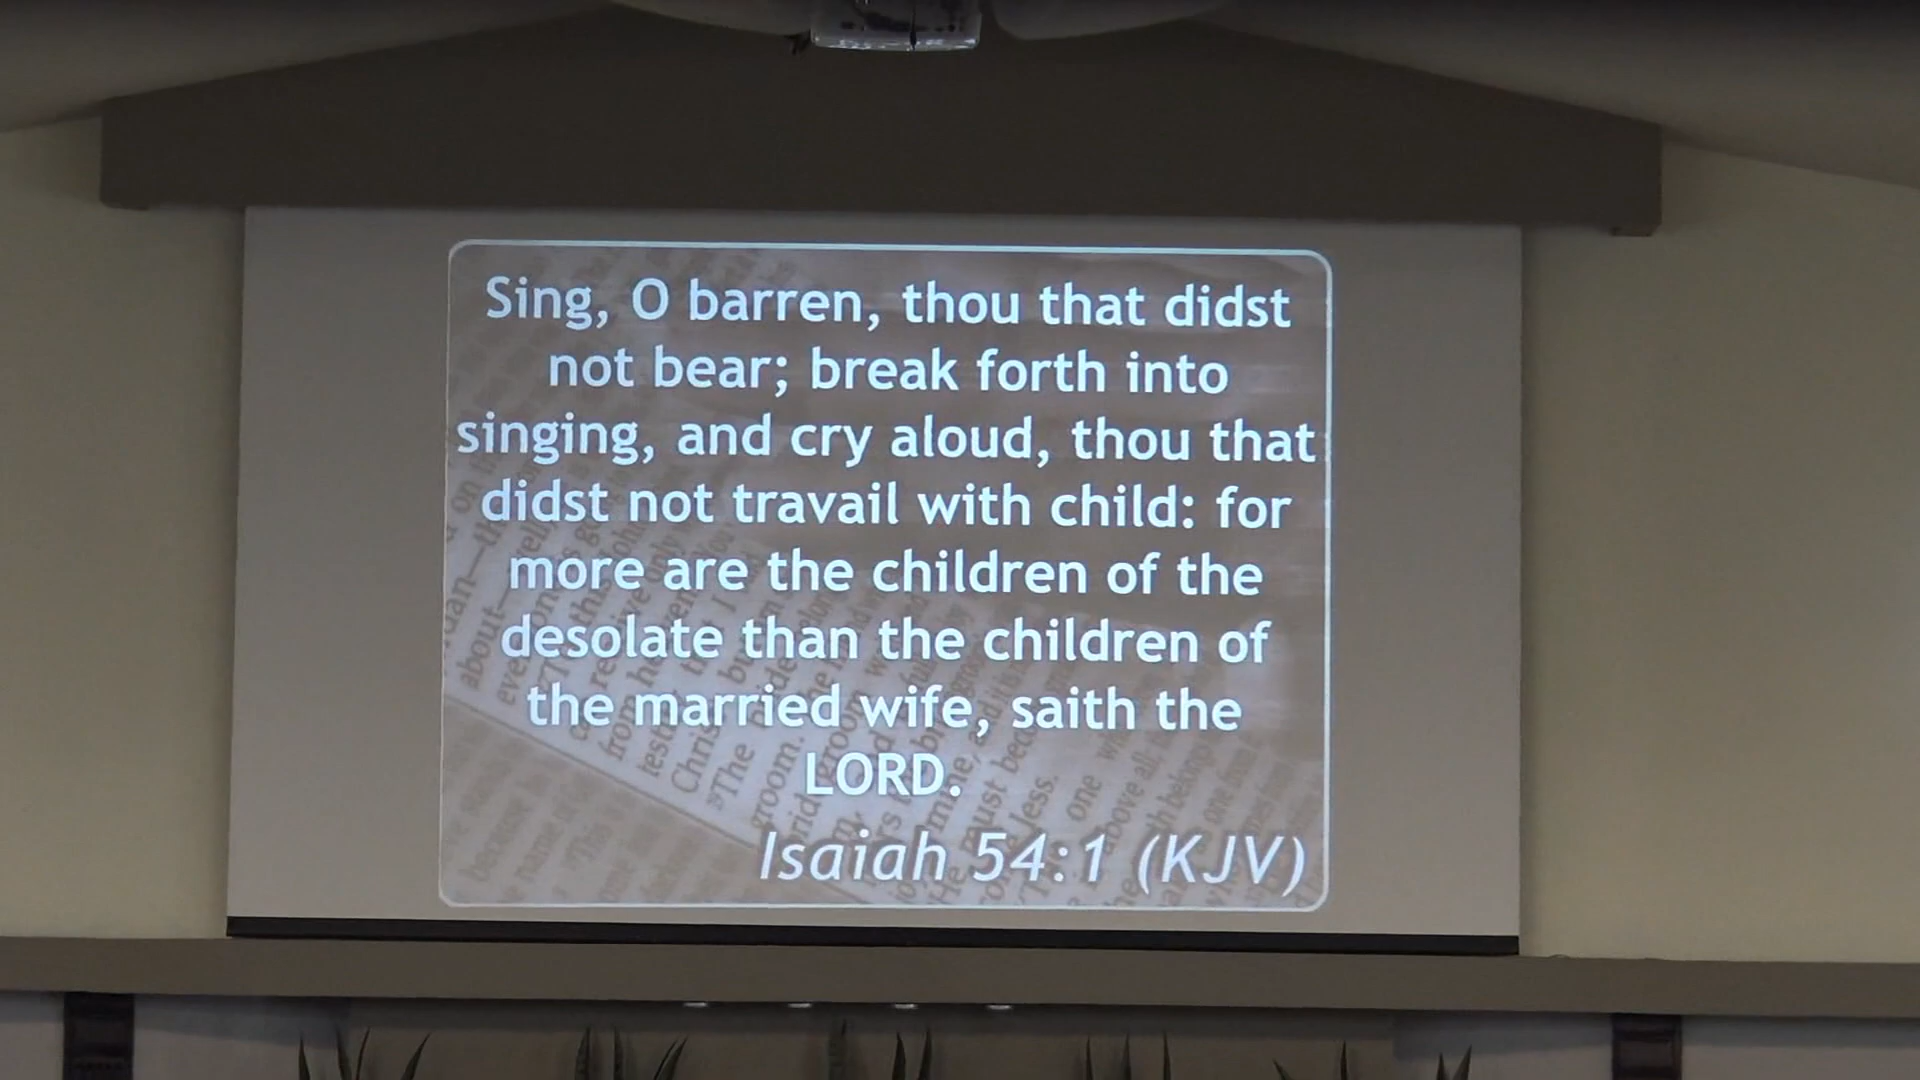 Sing, O barren, thou that didst
not bear; break forth into
singing, and cry aloud, thou that
didst not travail with child: for
more are the children of the
desolate than the children of
the married wife, saith the
LORD.
Isaiah 54:1 (KJV)